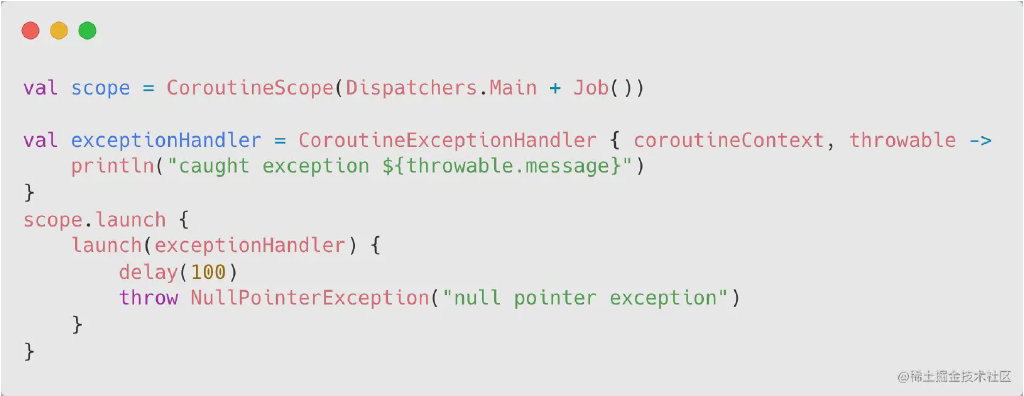 val scope = CoroutineScope(Dispatchers.Main + Job())
val exceptionHandler = CoroutineExceptionHandler { coroutineContext, throwable ->
    println("caught exception ${throwable.message}")
}
scope.launch {
    launch(exceptionHandler) {
        delay(100)
        throw NullPointerException("null pointer exception")
    }
}
@稀土掘金技术社区